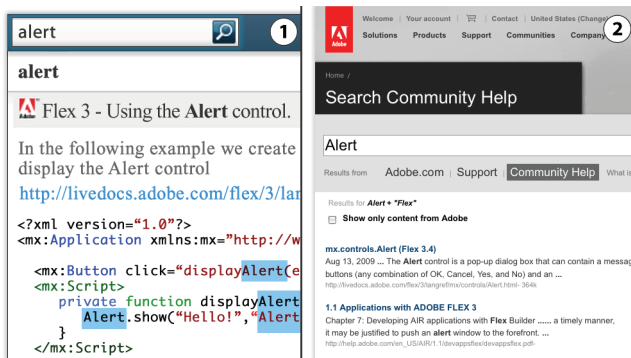 alert
1
alert
Adobe Flex 3 - Using the Alert control.
In the following example we create
display the Alert control
http://livedocs.adobe.com/flex/3/lan
<?xml version="1.0"?>
<mx:Application xmlns:mx="http://w
<mx:Button click="displayAlert(e
<mx:Script>
private function displayAlert
Alert.show("Hello!","Alert
}
</mx:Script>
2
Adobe
Welcome | Your account | | Contact | United States (Change)
Solutions Products Support Communities Company
Home /
Search Community Help
Alert
Results from Adobe.com | Support | Community Help What is
Results for Alert + "Flex"
Show only content from Adobe
mx.controls.Alert (Flex 3.4)
Aug 13, 2009 ... The Alert control is a pop-up dialog box that can contain a messag
buttons (any combination of OK, Cancel, Yes, and No) and an ...
http://livedocs.adobe.com/flex/3/langref/mx/controls/Alert.html- 364k
1.1 Applications with ADOBE FLEX 3
Chapter 7: Developing AIR applications with Flex Builder ...... a timely manner,
it may be justified to push an alert window to the forefront. ...
http://help.adobe.com/en_US/AIR/1.1/devappsflex/devappsflex.pdf-